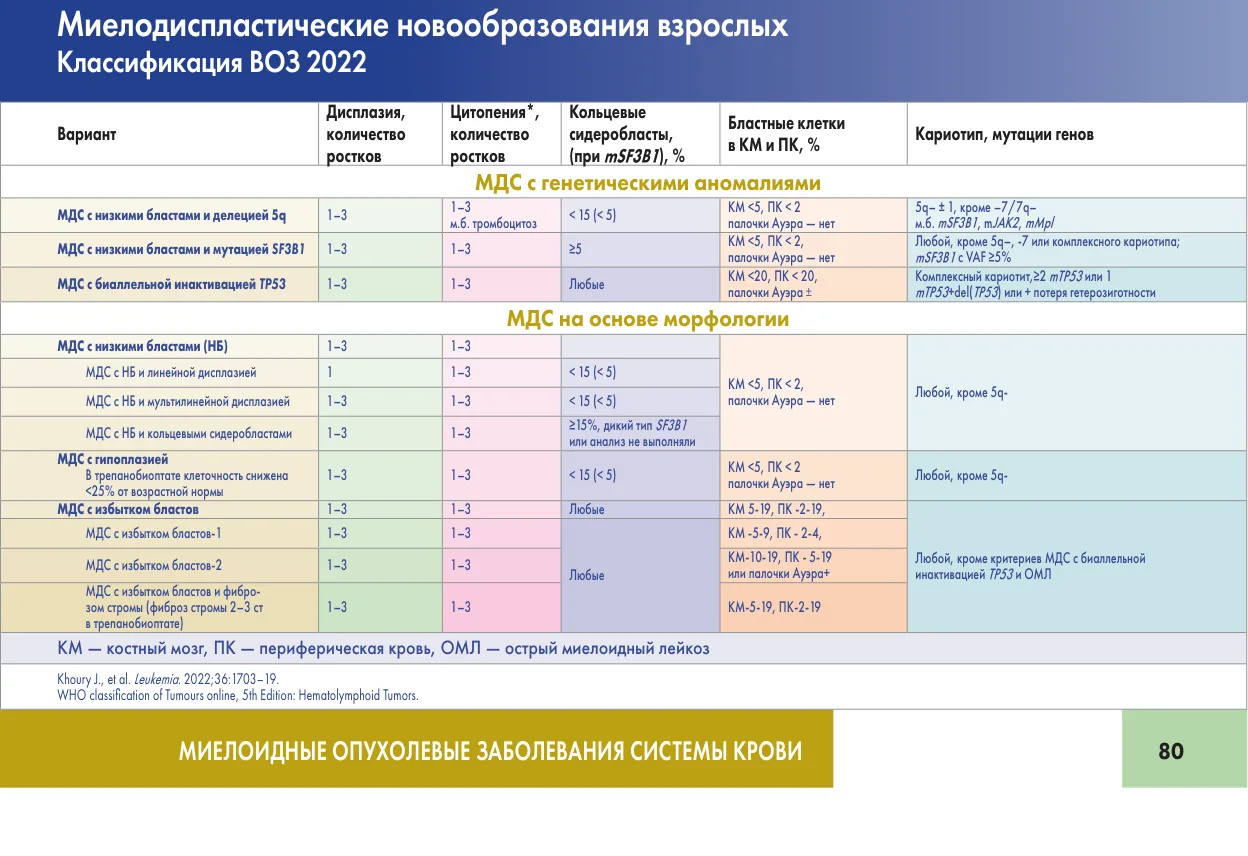 Миелодиспластические новообразования взрослых
Классификация ВОЗ 2022
Вариант
Дисплазия,
количество
ростков
Цитопения*,
количество
ростков
Кольцевые
сидеробласты,
(при mSF3B1), %
Бластные клетки
в КМ и ПК, %
Кариотип, мутации генов
МДС с генетическими аномалиями
МДС с низкими бластами и делецией 5q
1–3
1–3
м.б. тромбоцитоз
< 15 (< 5)
КМ <5, ПК < 2
палочки Ауэра — нет
5q– ± 1, кроме –7/7q–
м.б. mSF3B1, mJAK2, mMpl
МДС с низкими бластами и мутацией SF3B1
1–3
1–3
≥5
КМ <5, ПК < 2,
палочки Ауэра — нет
Любой, кроме 5q–, -7 или комплексного кариотипа;
mSF3B1 с VAF ≥5%
МДС с биаллельной инактивацией TP53
1–3
1–3
Любые
КМ <20, ПК < 20,
палочки Ауэра ±
Комплексный кариотит,≥2 mTP53 или 1
mTP53+del(TP53) или + потеря гетерозиготности
МДС на основе морфологии
МДС с низкими бластами (НБ)
1–3
1–3
КМ <5, ПК < 2,
палочки Ауэра — нет
Любой, кроме 5q-
МДС с НБ и линейной дисплазией
1
1–3
< 15 (< 5)
МДС с НБ и мультилинейной дисплазией
1–3
1–3
< 15 (< 5)
МДС с НБ и кольцевыми сидеробластами
1–3
1–3
≥15%, дикий тип SF3B1
или анализ не выполняли
МДС с гипоплазией
В трепанобиоптате клеточность снижена
<25% от возрастной нормы
1–3
1–3
< 15 (< 5)
КМ <5, ПК < 2
палочки Ауэра — нет
Любой, кроме 5q-
МДС с избытком бластов
1–3
1–3
Любые
КМ 5-19, ПК -2-19,
Любой, кроме критериев МДС с биаллельной
инактивацией TP53 и ОМЛ
МДС с избытком бластов-1
1–3
1–3
Любые
КМ -5-9, ПК - 2-4,
МДС с избытком бластов-2
1–3
1–3
КМ-10-19, ПК - 5-19
или палочки Ауэра+
МДС с избытком бластов и фибро-
зом стромы (фиброз стромы 2–3 ст
в трепанобиоптате)
1–3
1–3
КМ-5-19, ПК-2-19
КМ — костный мозг, ПК — периферическая кровь, ОМЛ — острый миелоидный лейкоз
Khoury J., et al. Leukemia. 2022;36:1703–19.
WHO classification of Tumours online, 5th Edition: Hematolymphoid Tumors.
МИЕЛОИДНЫЕ ОПУХОЛЕВЫЕ ЗАБОЛЕВАНИЯ СИСТЕМЫ КРОВИ
80